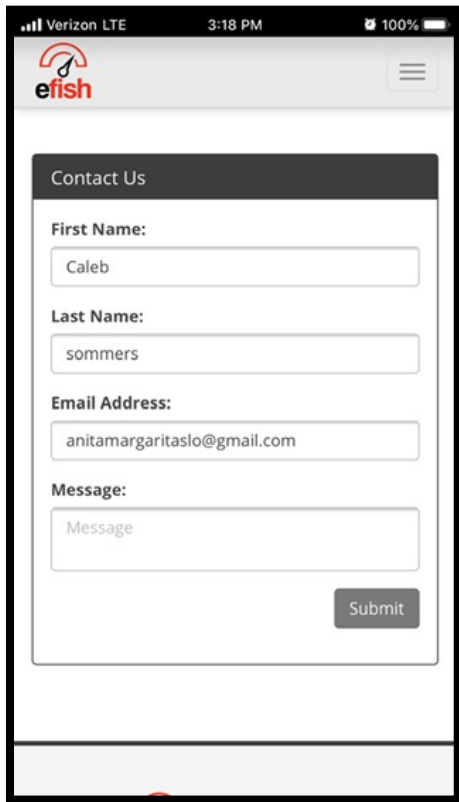 Verizon LTE 3:18 PM 100%
efish
Contact Us
First Name:
Caleb
Last Name:
sommers
Email Address:
anitamargaritaslo@gmail.com
Message:
Message
Submit